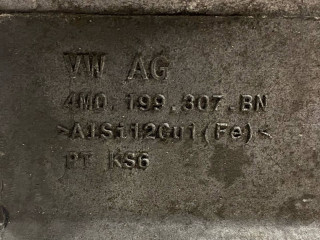 VW AG
4M0.199.307.BN
>AlSi12Cu1(Fe)<
PT KS6